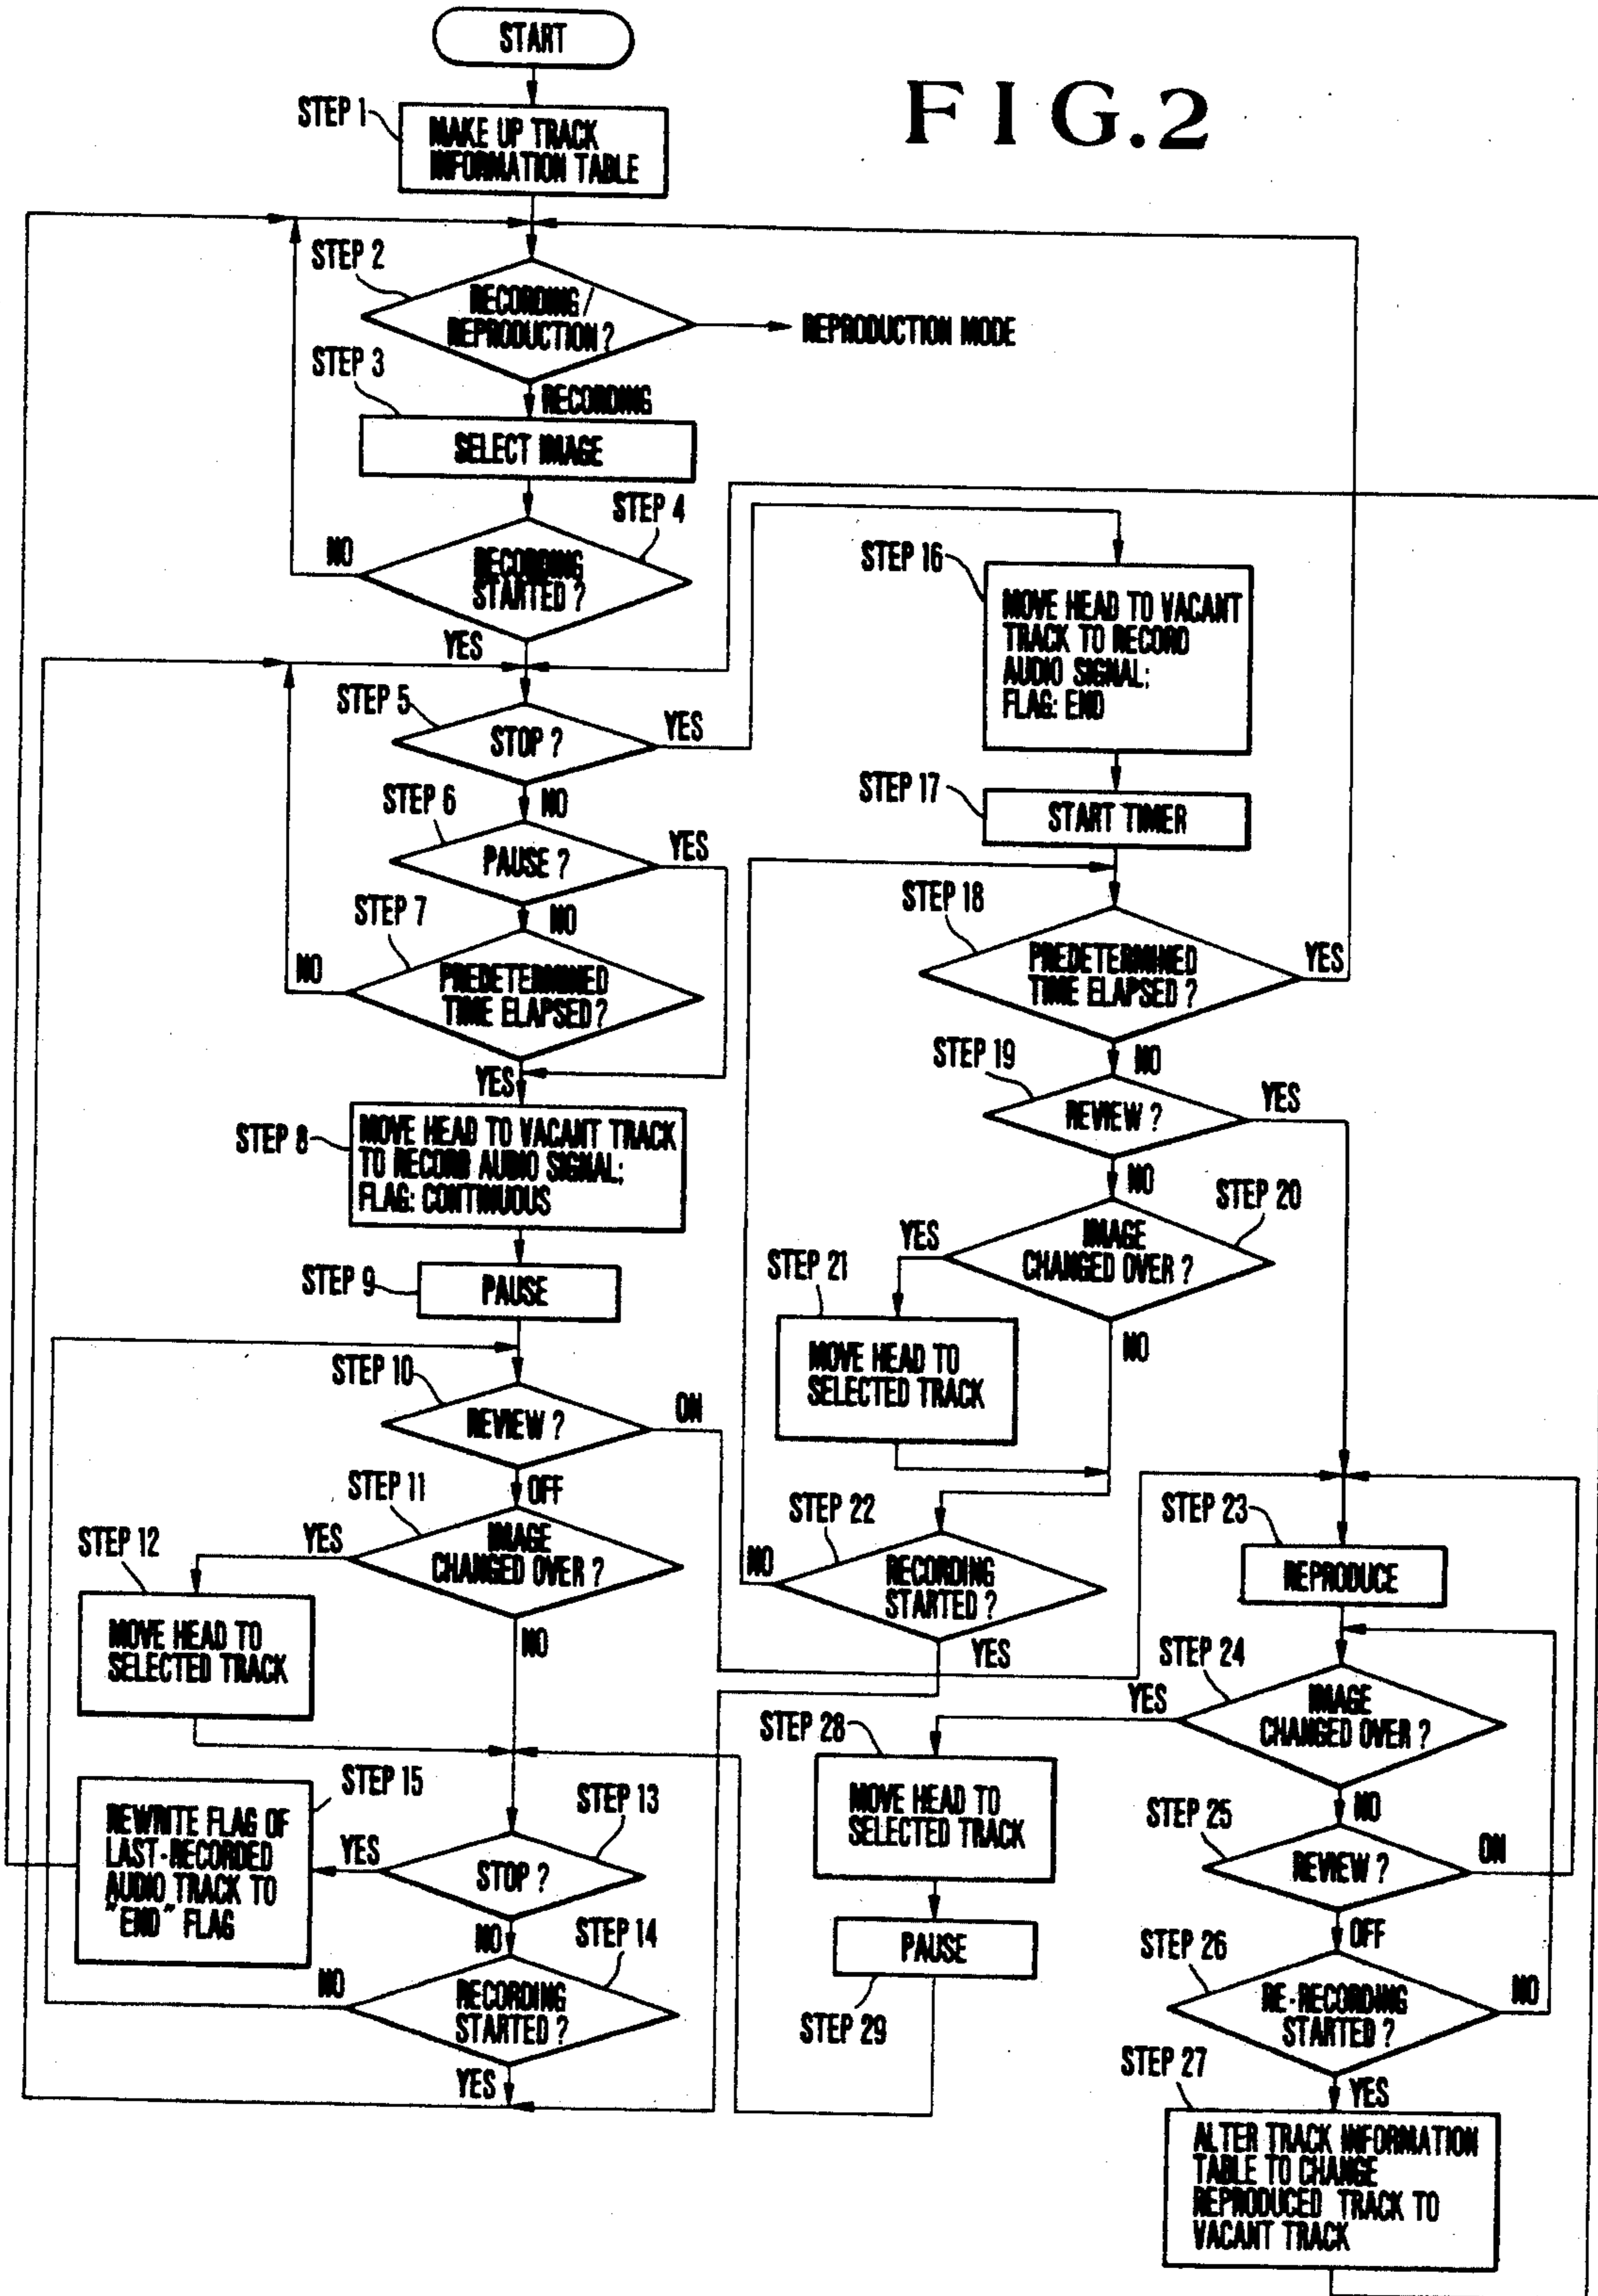 START
FIG.2
STEP 1
MAKE UP TRACK
INFORMATION TABLE
STEP 2
RECORDING/
REPRODUCTION ?
REPRODUCTION MODE
RECORDING
STEP 3
SELECT IMAGE
STEP 4
RECORDING
STARTED ?
NO
YES
STEP 5
STOP ?
YES
NO
STEP 6
PAUSE ?
YES
NO
STEP 7
PREDETERMINED
TIME ELAPSED ?
NO
YES
STEP 8
MOVE HEAD TO VACANT TRACK
TO RECORD AUDIO SIGNAL;
FLAG: CONTINUOUS
STEP 9
PAUSE
STEP 10
REVIEW ?
ON
OFF
STEP 11
IMAGE
CHANGED OVER ?
YES
NO
STEP 12
MOVE HEAD TO
SELECTED TRACK
STEP 13
STOP ?
YES
NO
STEP 15
REWRITE FLAG OF
LAST-RECORDED
AUDIO TRACK TO
"END" FLAG
STEP 14
RECORDING
STARTED ?
NO
YES
STEP 16
MOVE HEAD TO VACANT
TRACK TO RECORD
AUDIO SIGNAL;
FLAG: END
STEP 17
START TIMER
STEP 18
PREDETERMINED
TIME ELAPSED ?
YES
NO
STEP 19
REVIEW ?
YES
NO
STEP 20
IMAGE
CHANGED OVER ?
YES
NO
STEP 21
MOVE HEAD TO
SELECTED TRACK
STEP 22
RECORDING
STARTED ?
NO
YES
STEP 23
REPRODUCE
STEP 24
IMAGE
CHANGED OVER ?
YES
NO
STEP 28
MOVE HEAD TO
SELECTED TRACK
PAUSE
STEP 29
STEP 25
REVIEW ?
ON
OFF
STEP 26
RE-RECORDING
STARTED ?
NO
YES
STEP 27
ALTER TRACK INFORMATION
TABLE TO CHANGE
REPRODUCED TRACK TO
VACANT TRACK